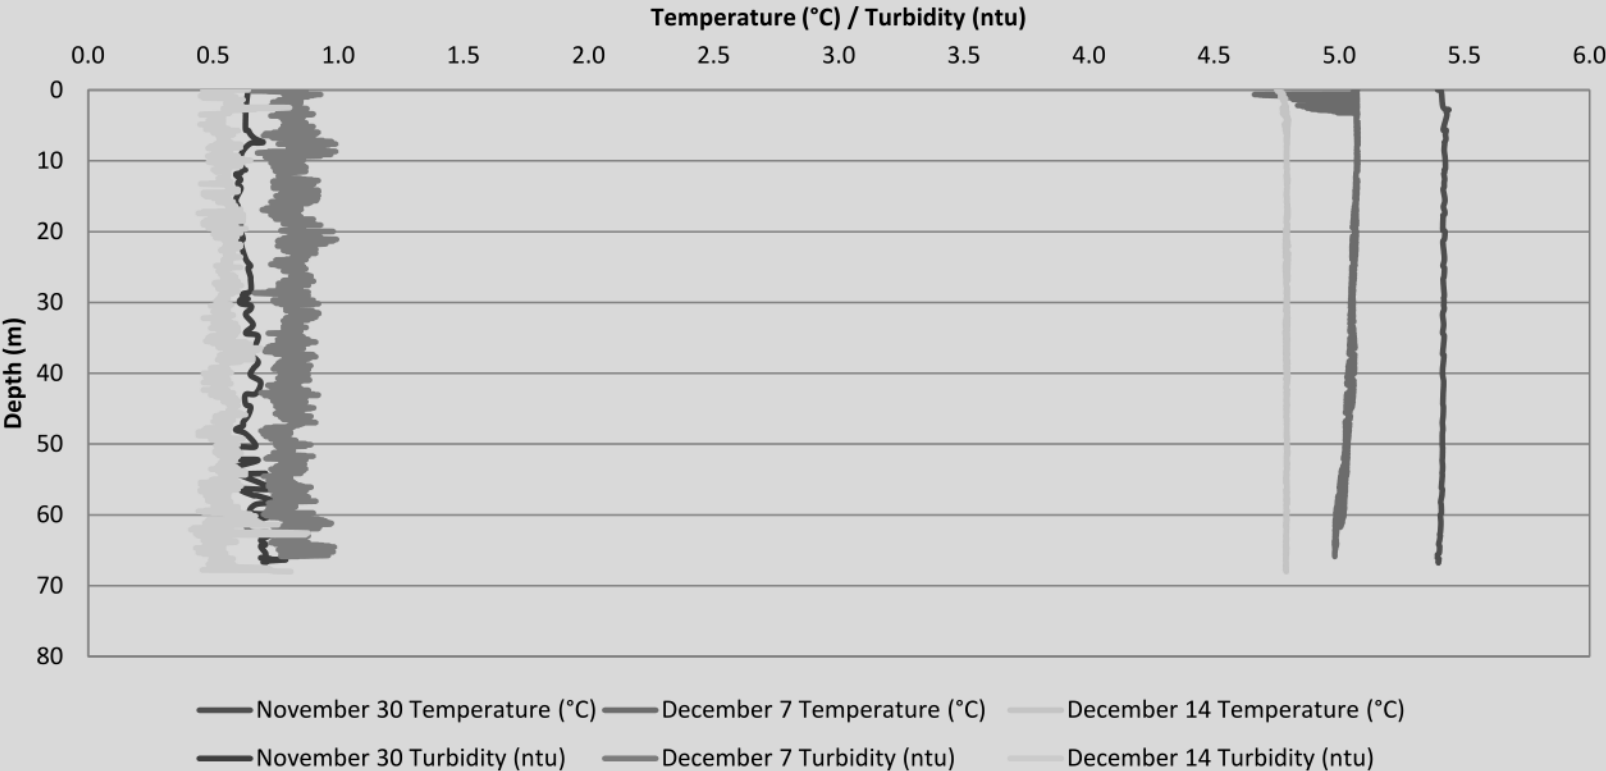 Temperature (°C) / Turbidity (ntu)
0.0 0.5 1.0 1.5 2.0 2.5 3.0 3.5 4.0 4.5 5.0 5.5 6.0
0
10
20
30
40
50
60
70
80
Depth (m)
November 30 Temperature (°C) December 7 Temperature (°C) December 14 Temperature (°C)
November 30 Turbidity (ntu) December 7 Turbidity (ntu) December 14 Turbidity (ntu)